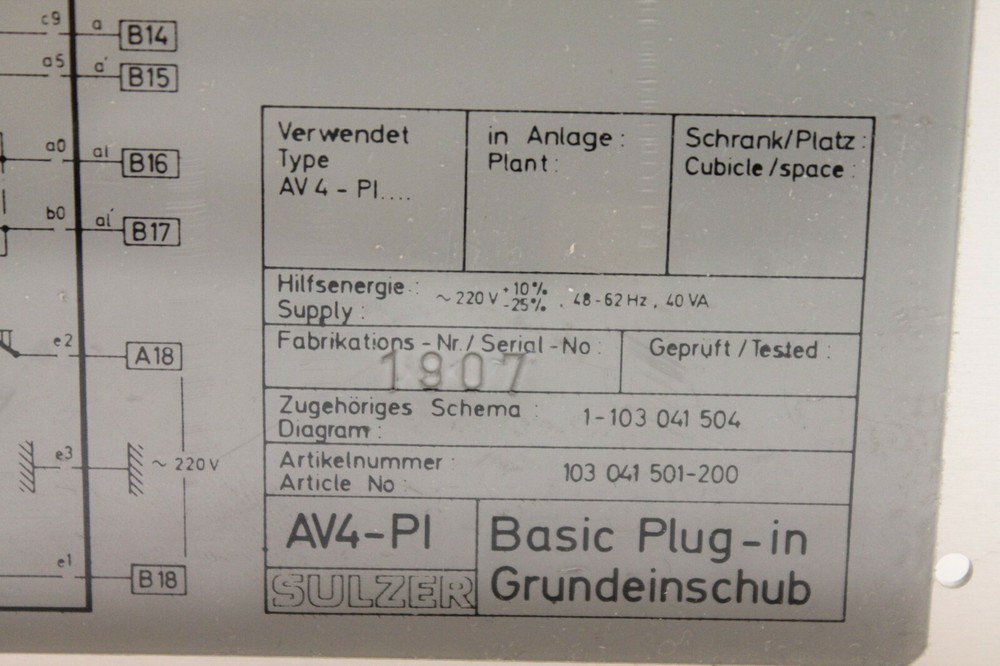 c9 a B14
a5 a' B15
a0 a1 B16
b0 a1' B17
e2 A18
e3 ~ 220 V
e1 B18
Verwendet
Type
AV 4 - PI....
in Anlage :
Plant :
Schrank/Platz :
Cubicle/space :
Hilfsenergie :
Supply :
~ 220 V +10% -25% . 48-62 Hz . 40 VA
Fabrikations - Nr./ Serial - No :
1907
Geprüft / Tested :
Zugehöriges Schema :
Diagram :
1-103 041 504
Artikelnummer :
Article No :
103 041 501-200
AV4-PI
SULZER
Basic Plug-in
Grundeinschub